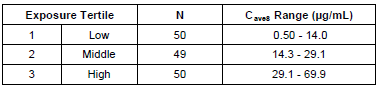 Exposure Tertile N Cave8 Range (µg/mL)
1 Low 50 0.50 - 14.0
2 Middle 49 14.3 - 29.1
3 High 50 29.1 - 69.9